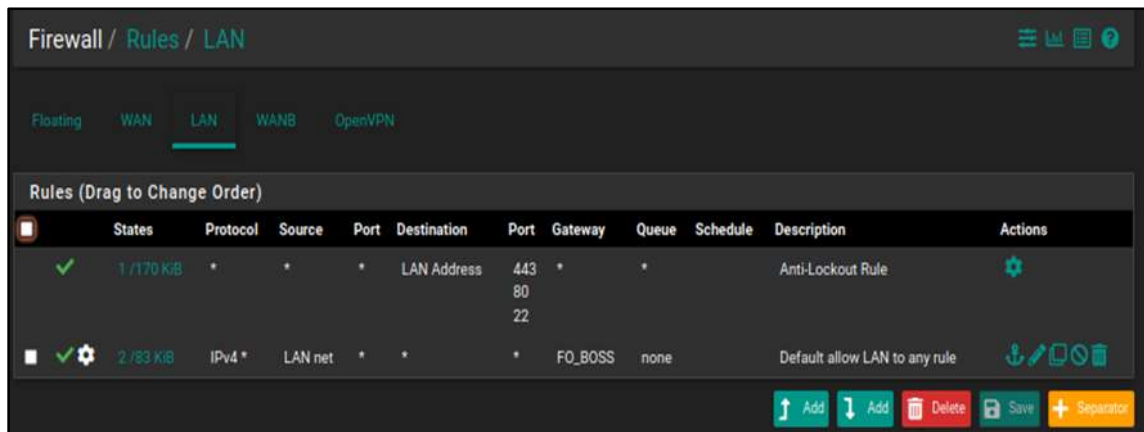 Firewall / Rules / LAN
Floating WAN LAN WANB OpenVPN
Rules (Drag to Change Order)
States Protocol Source Port Destination Port Gateway Queue Schedule Description Actions
1 /170 KiB * * * LAN Address 443 * * Anti-Lockout Rule
80
22
2 /83 KiB IPv4 * LAN net * * * FO_BOSS none Default allow LAN to any rule
Add Add Delete Save Separator